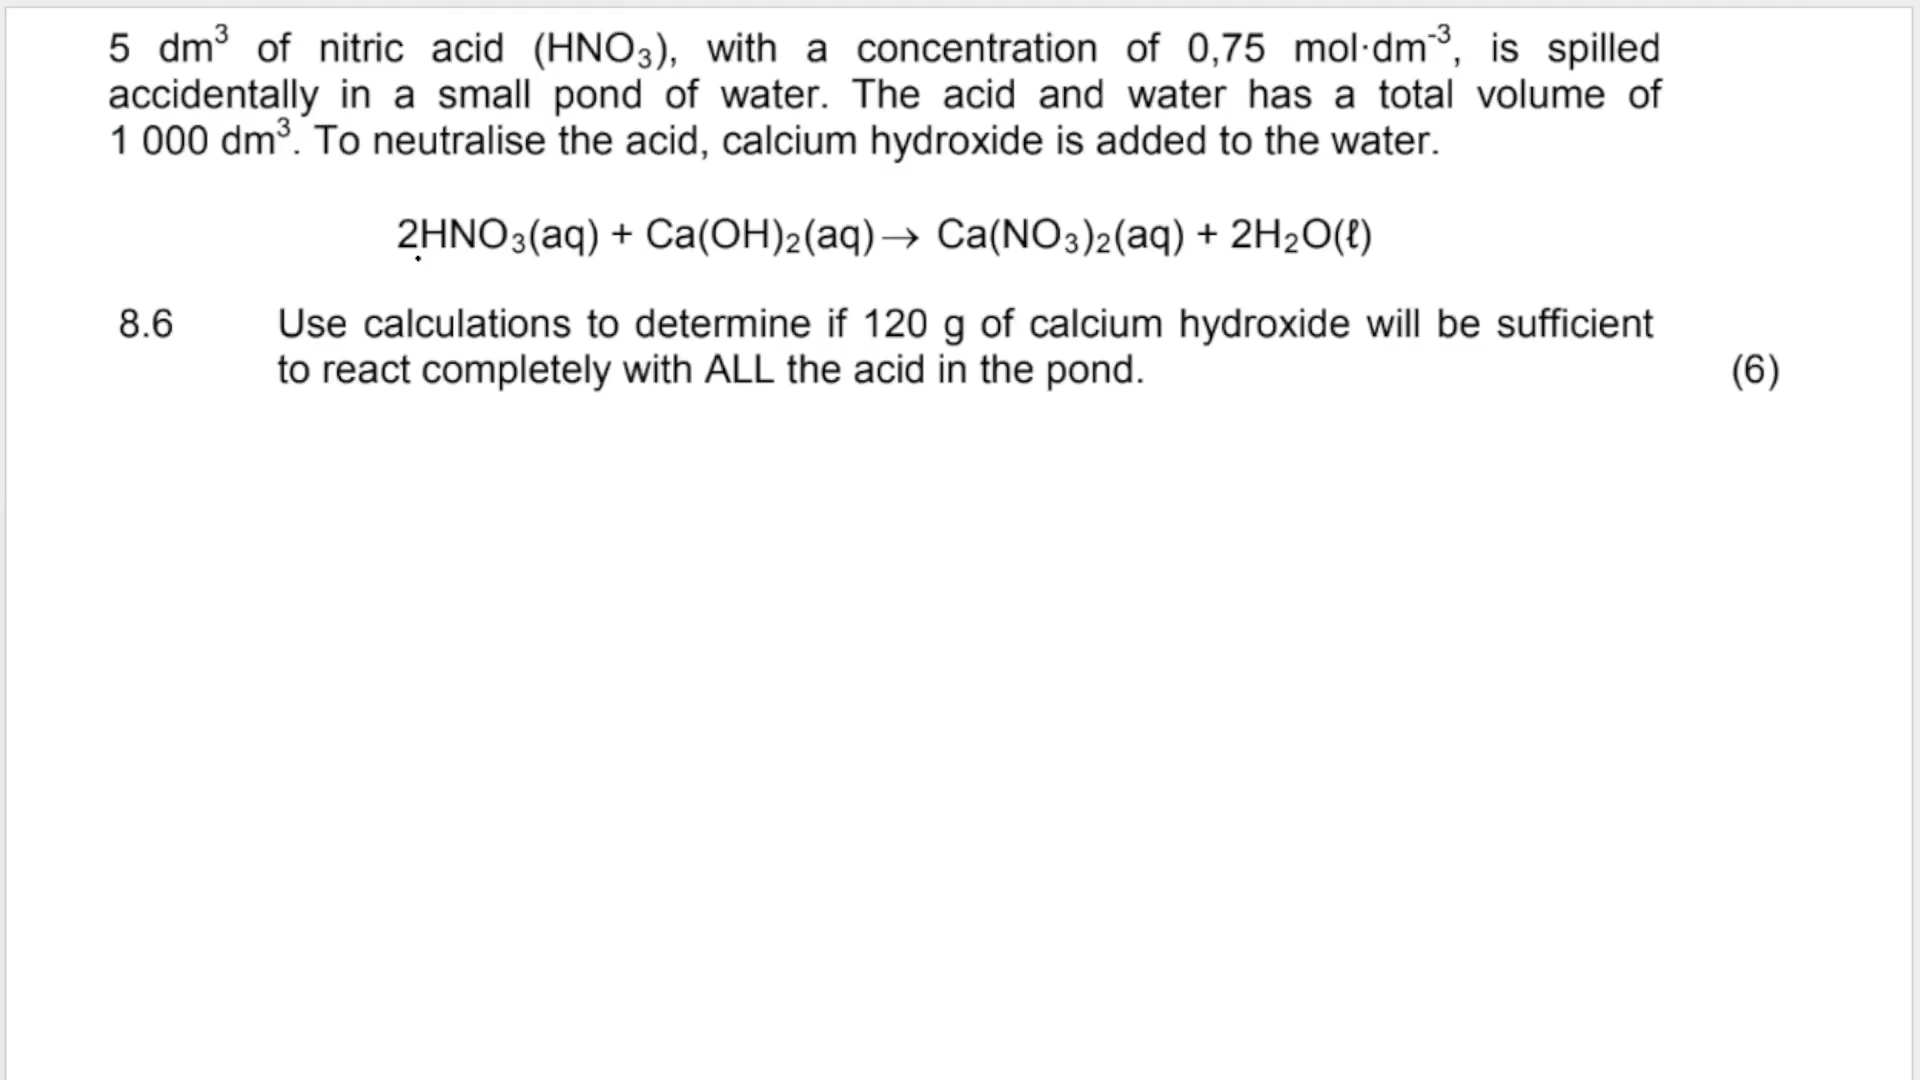 5 dm³ of nitric acid (HNO₃), with a concentration of 0,75 mol·dm⁻³, is spilled
accidentally in a small pond of water. The acid and water has a total volume of
1 000 dm³. To neutralise the acid, calcium hydroxide is added to the water.
2HNO₃(aq) + Ca(OH)₂(aq) → Ca(NO₃)₂(aq) + 2H₂O(ℓ)
8.6 Use calculations to determine if 120 g of calcium hydroxide will be sufficient
to react completely with ALL the acid in the pond. (6)